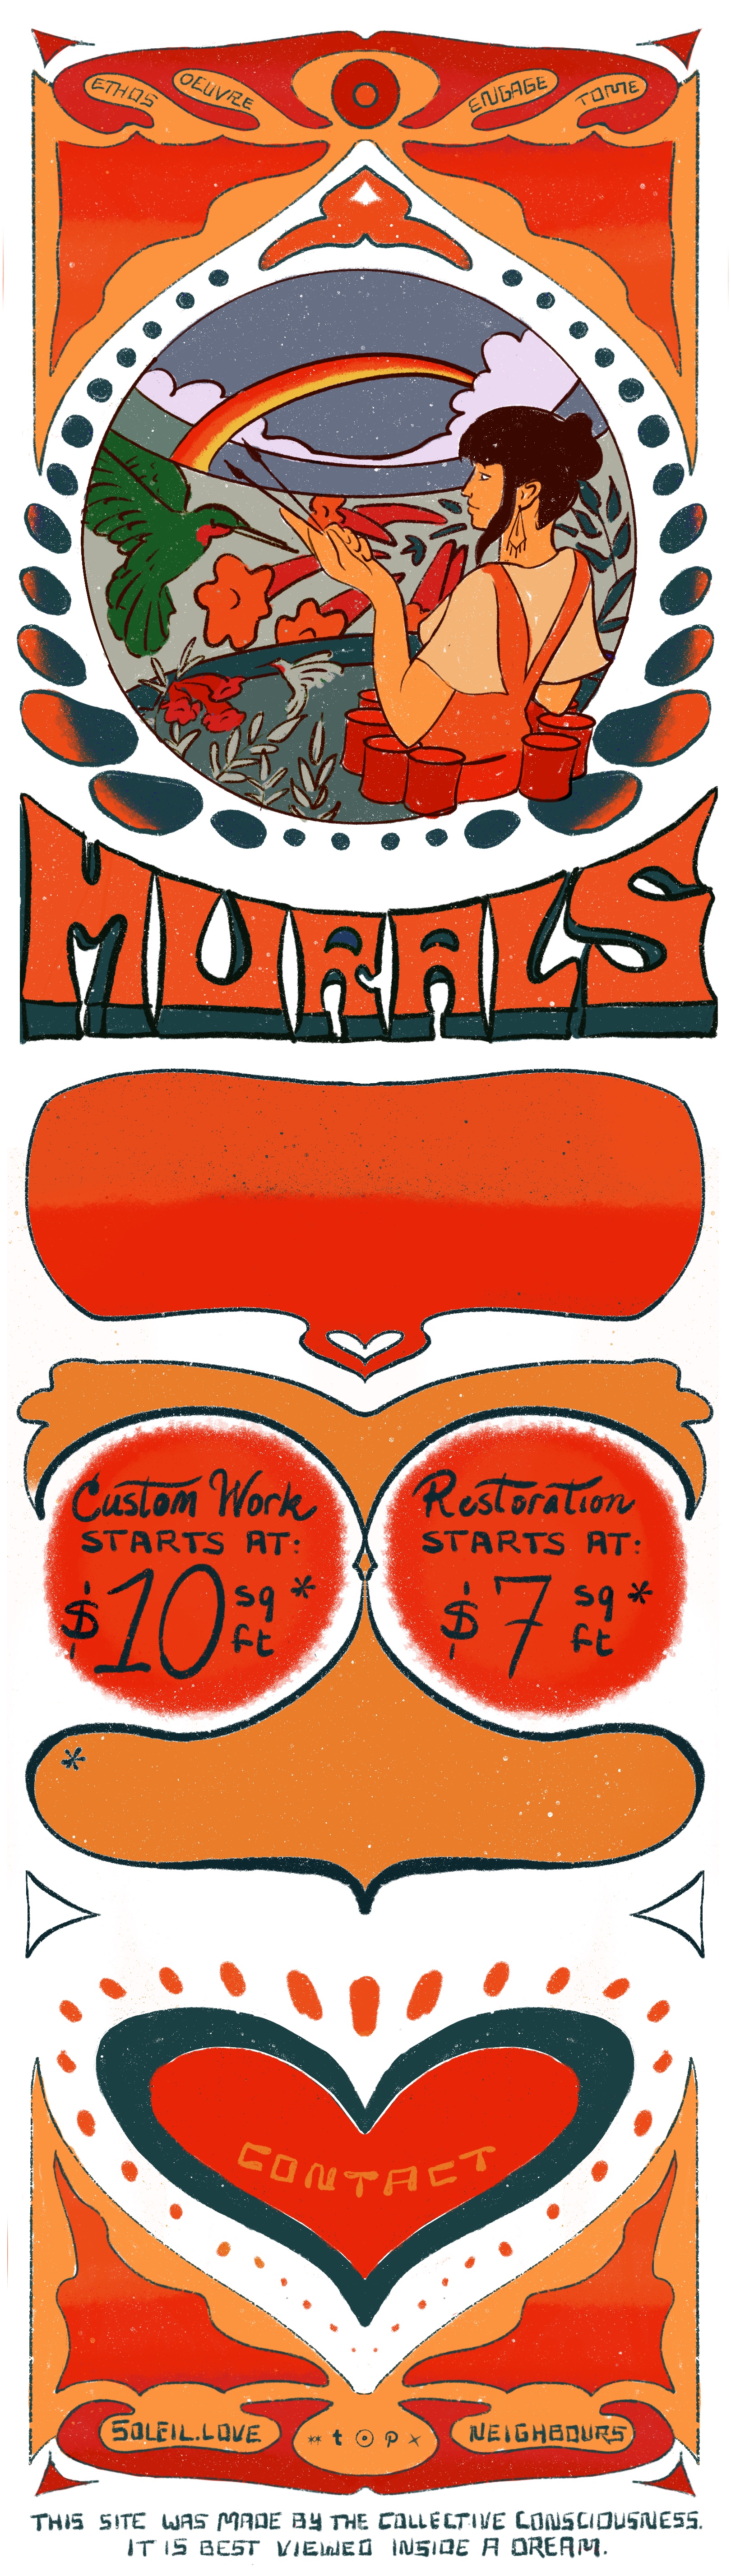 ETHOS OEUVRE ENGAGE TOME
MURALS
Custom Work
STARTS AT:
$10 sq ft *
Restoration
STARTS AT:
$7 sq ft *
*
CONTACT
SOLEIL.LOVE
t
NEIGHBOURS
THIS SITE WAS MADE BY THE COLLECTIVE CONSCIOUSNESS.
IT IS BEST VIEWED INSIDE A DREAM.